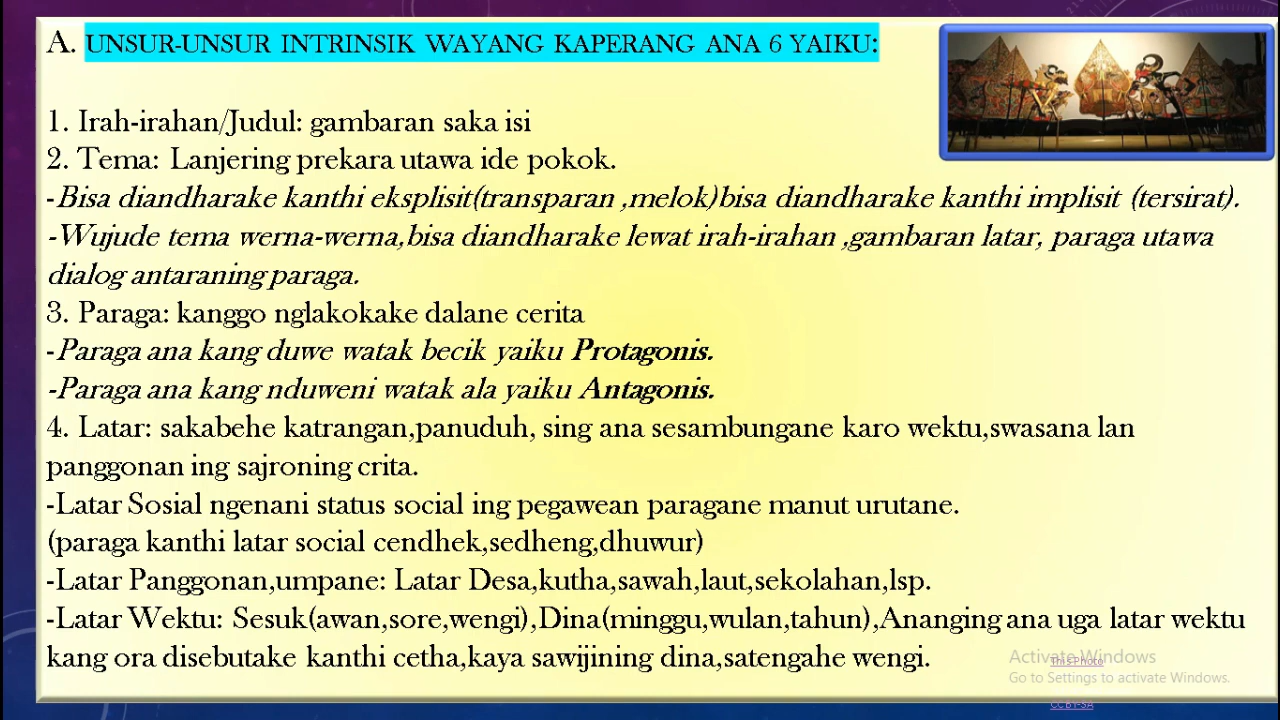 A. UNSUR-UNSUR INTRINSIK WAYANG KAPERANG ANA 6 YAIKU:
1. Irah-irahan/Judul: gambaran saka isi
2. Tema: Lanjering prekara utawa ide pokok.
-Bisa diandharake kanthi eksplisit(transparan ,melok)bisa diandharake kanthi implisit (tersirat).
-Wujude tema werna-werna,bisa diandharake lewat irah-irahan ,gambaran latar, paraga utawa
dialog antaraning paraga.
3. Paraga: kanggo nglakokake dalane cerita
-Paraga ana kang duwe watak becik yaiku Protagonis.
-Paraga ana kang nduweni watak ala yaiku Antagonis.
4. Latar: sakabehe katrangan,panuduh, sing ana sesambungane karo wektu,swasana lan
panggonan ing sajroning crita.
-Latar Sosial ngenani status social ing pegawean paragane manut urutane.
(paraga kanthi latar social cendhek,sedheng,dhuwur)
-Latar Panggonan,umpane: Latar Desa,kutha,sawah,laut,sekolahan,lsp.
-Latar Wektu: Sesuk(awan,sore,wengi),Dina(minggu,wulan,tahun),Ananging ana uga latar wektu
kang ora disebutake kanthi cetha,kaya sawijining dina,satengahe wengi.
Activate Windows
This Photo
Go to Settings to activate Windows.
CC BY-SA